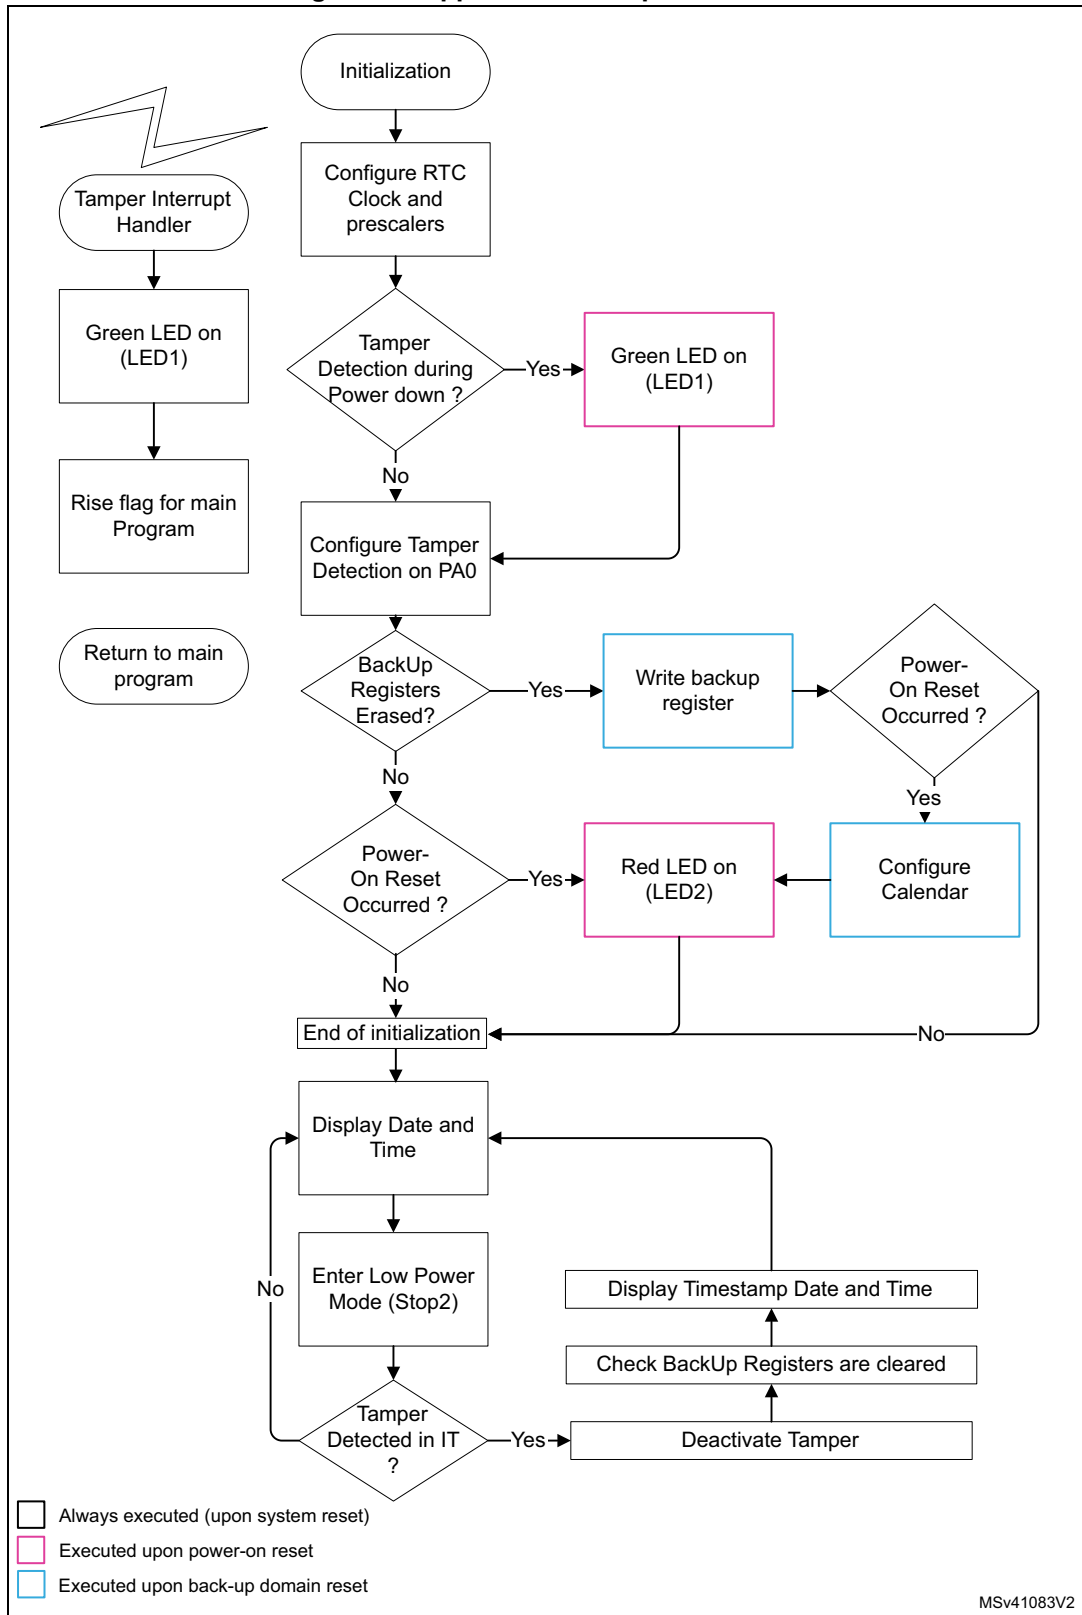 Initialization
Configure RTC
Clock and
prescalers
Tamper Interrupt
Handler
Green LED on
(LED1)
Rise flag for main
Program
Return to main
program
Tamper
Detection during
Power down ?
Yes
Green LED on
(LED1)
No
Configure Tamper
Detection on PA0
BackUp
Registers
Erased?
Yes
Write backup
register
Power-
On Reset
Occurred ?
No
Yes
Power-
On Reset
Occurred ?
Yes
Red LED on
(LED2)
Configure
Calendar
No
End of initialization
No
Display Date and
Time
Enter Low Power
Mode (Stop2)
No
Display Timestamp Date and Time
Check BackUp Registers are cleared
Tamper
Detected in IT
?
Yes
Deactivate Tamper
Always executed (upon system reset)
Executed upon power-on reset
Executed upon back-up domain reset
MSv41083V2